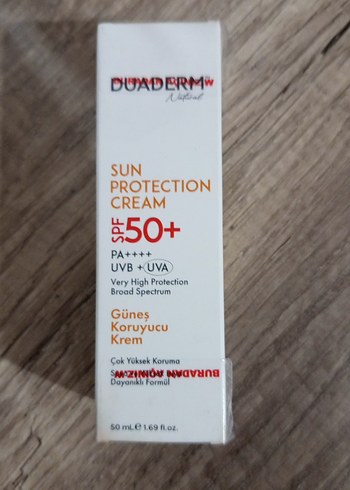 DUADERM
Natural
SUN
PROTECTION
CREAM
SPF 50+
PA++++
UVB + UVA
Very High Protection
Broad Spectrum
Güneş
Koruyucu
Krem
Çok Yüksek Koruma
BURADAN AÇINIZ
Dayanıklı Formül
50 mL e 1.69 fl.oz.